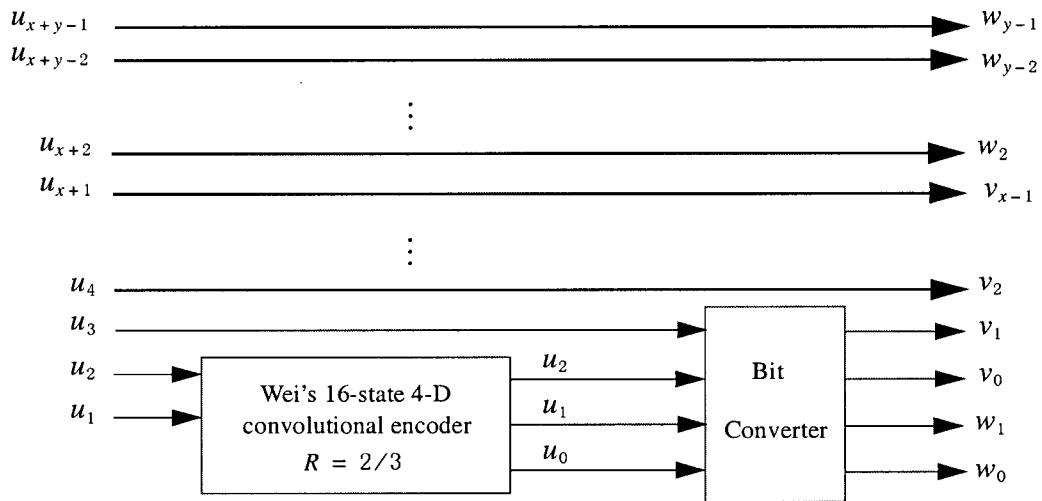 u_{x+y-1} w_{y-1}
u_{x+y-2} w_{y-2}
⋮
u_{x+2} w_2
u_{x+1} v_{x-1}
⋮
u_4 v_2
u_3 v_1
u_2 u_2 v_0
u_1 u_1 w_1
u_0 w_0
Wei's 16-state 4-D
convolutional encoder
R = 2/3
Bit
Converter